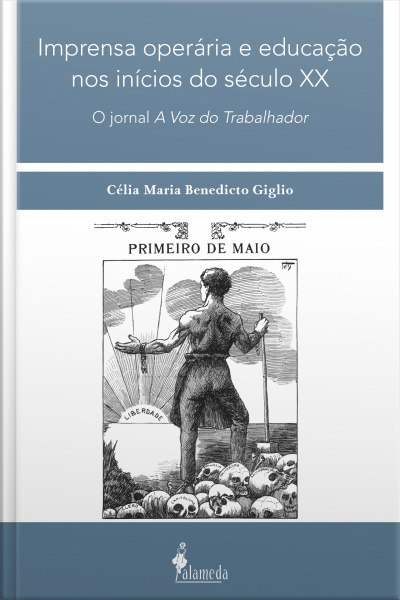 Imprensa operária e educação
nos inícios do século XX
O jornal A Voz do Trabalhador
Célia Maria Benedicto Giglio
PRIMEIRO DE MAIO
LIBERDADE
alameda